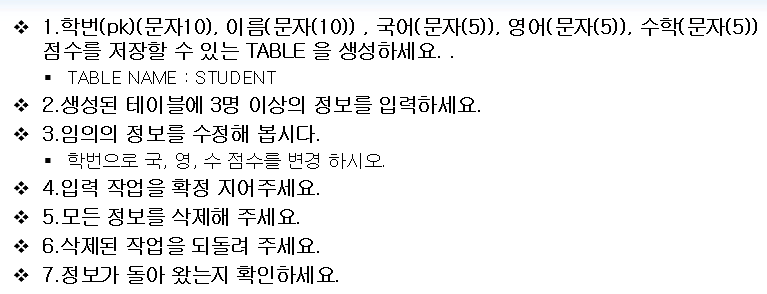 ❖ 1.학번(pk)(문자10), 이름(문자(10)) , 국어(문자(5)), 영어(문자(5)), 수학(문자(5))
점수를 저장할 수 있는 TABLE 을 생성하세요. .
▪ TABLE NAME : STUDENT
❖ 2.생성된 테이블에 3명 이상의 정보를 입력하세요.
❖ 3.임의의 정보를 수정해 봅시다.
▪ 학번으로 국, 영, 수 점수를 변경 하시오.
❖ 4.입력 작업을 확정 지어주세요.
❖ 5.모든 정보를 삭제해 주세요.
❖ 6.삭제된 작업을 되돌려 주세요.
❖ 7.정보가 돌아 왔는지 확인하세요.